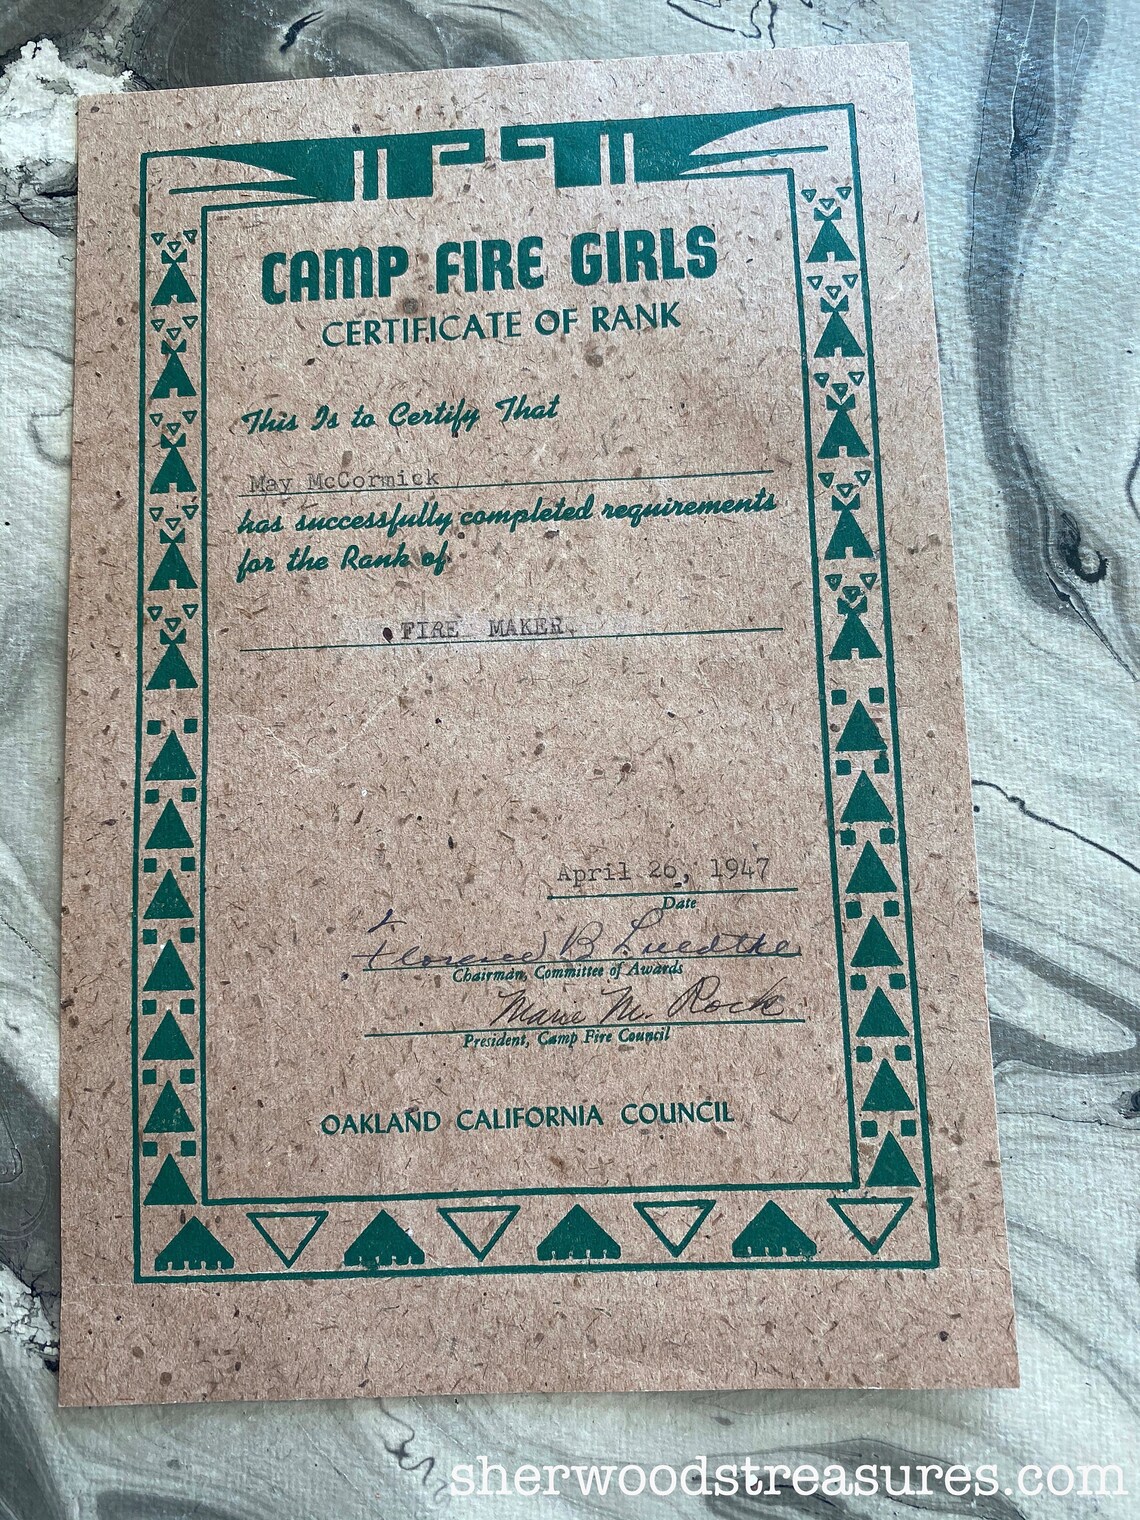 CAMP FIRE GIRLS
CERTIFICATE OF RANK
This Is to Certify That
May McCormick
has successfully completed requirements
for the Rank of
FIRE MAKER.
April 26, 1947
Date
Florence B Luedthe
Chairman, Committee of Awards
Marie M. Rock
President, Camp Fire Council
OAKLAND CALIFORNIA COUNCIL
sherwoodstreasures.com